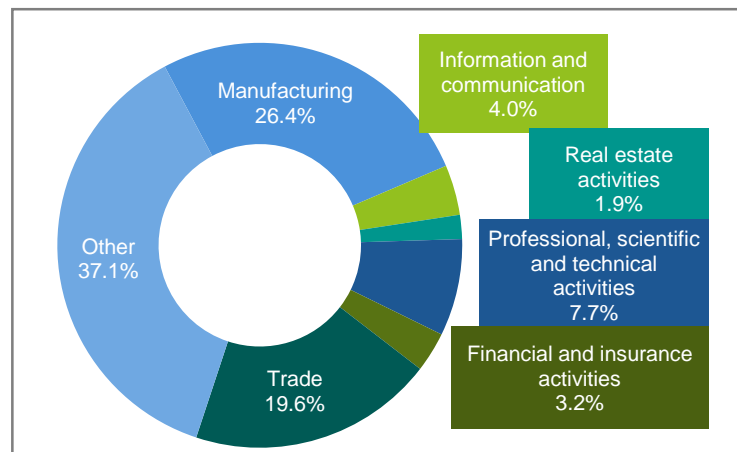 Manufacturing
26.4%
Information and
communication
4.0%
Real estate
activities
1.9%
Professional, scientific
and technical
activities
7.7%
Financial and insurance
activities
3.2%
Trade
19.6%
Other
37.1%